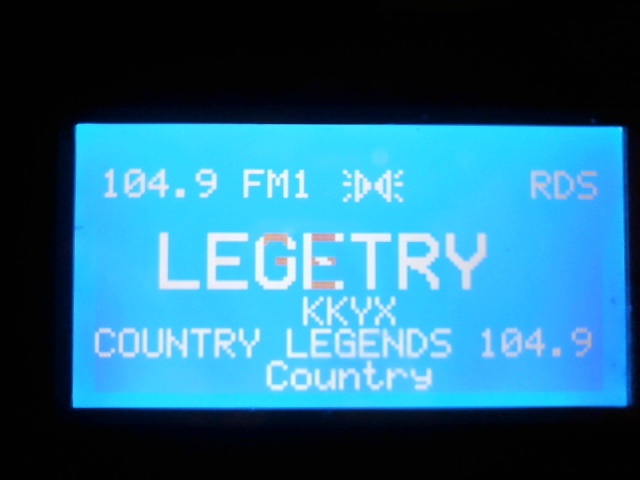 104.9 FM1 RDS
LEGETRY
KKYX
COUNTRY LEGENDS 104.9
Country